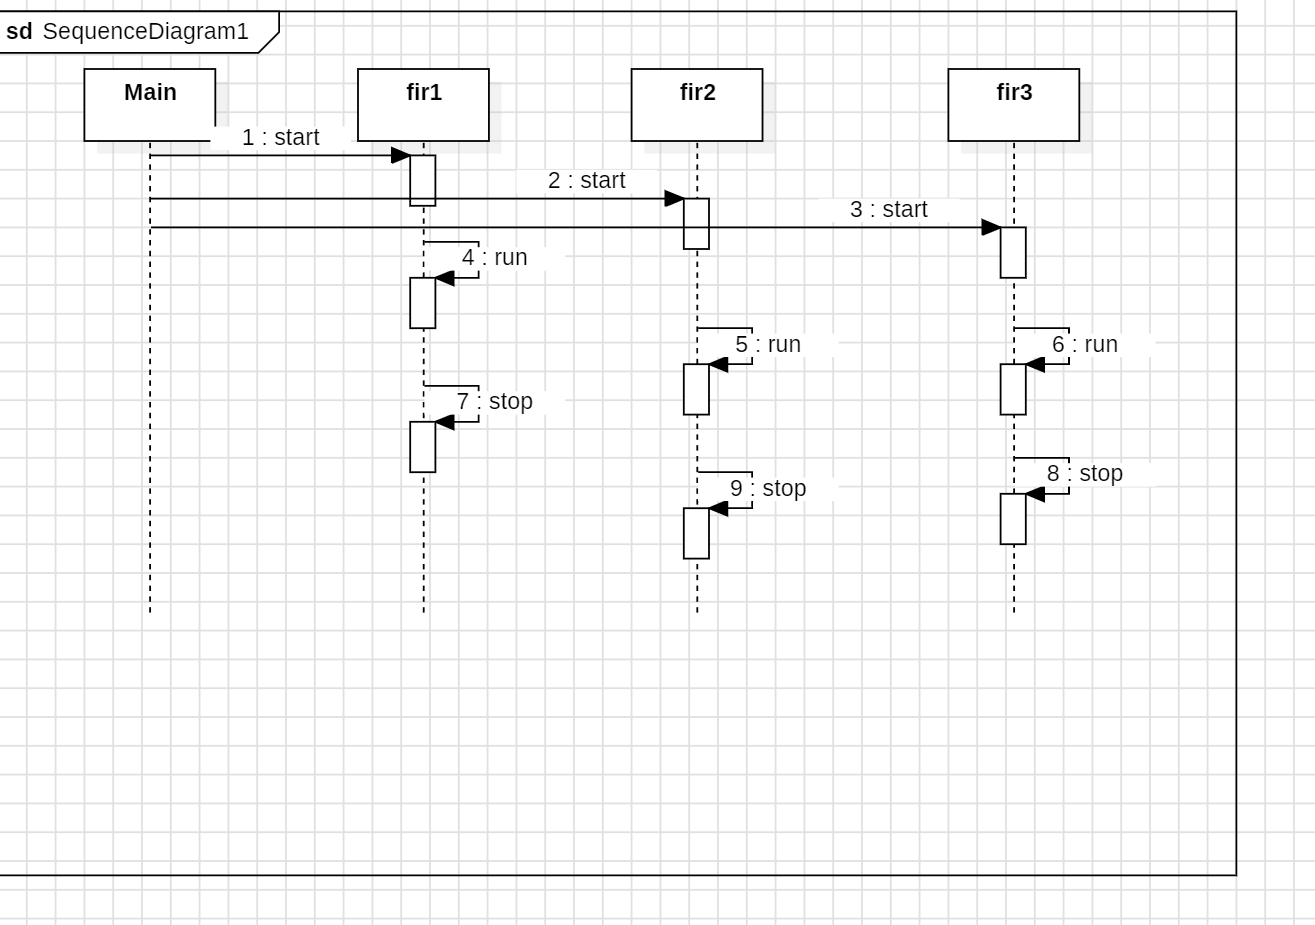 sd SequenceDiagram1
Main
fir1
fir2
fir3
1 : start
2 : start
3 : start
4 : run
5 : run
6 : run
7 : stop
8 : stop
9 : stop